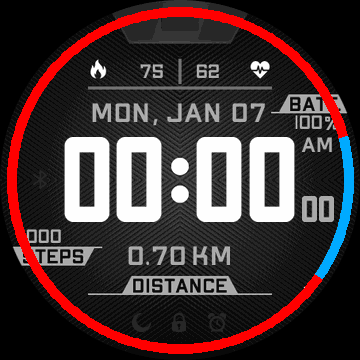 75 | 62
MON, JAN 07
BATT
100%
AM
00:00
00
000
STEPS
0.70 KM
DISTANCE